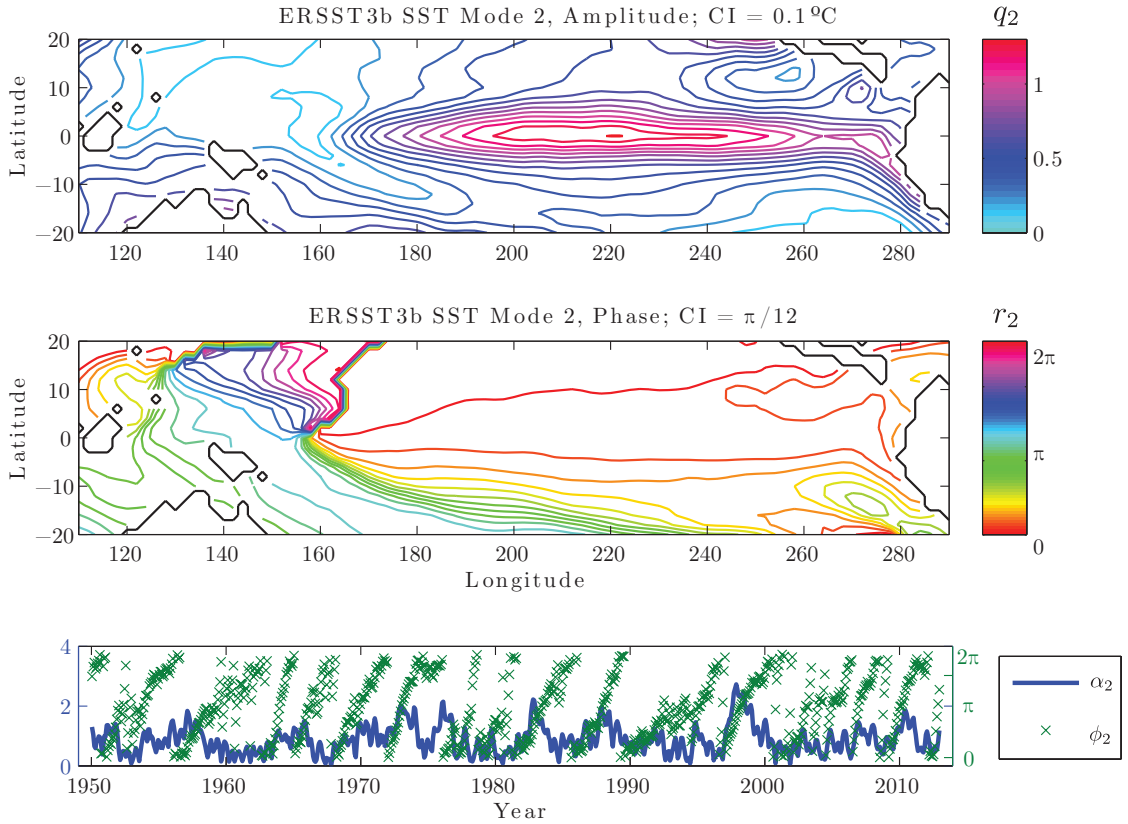 ERSST3b SST Mode 2, Amplitude; CI = 0.1ºC
q₂
20
10
0
−10
−20
Latitude
120 140 160 180 200 220 240 260 280
1
0.5
0
ERSST3b SST Mode 2, Phase; CI = π/12
r₂
20
10
0
−10
−20
Latitude
120 140 160 180 200 220 240 260 280
Longitude
2π
π
0
4
2
0
1950 1960 1970 1980 1990 2000 2010
Year
2π
π
0
α₂
ϕ₂